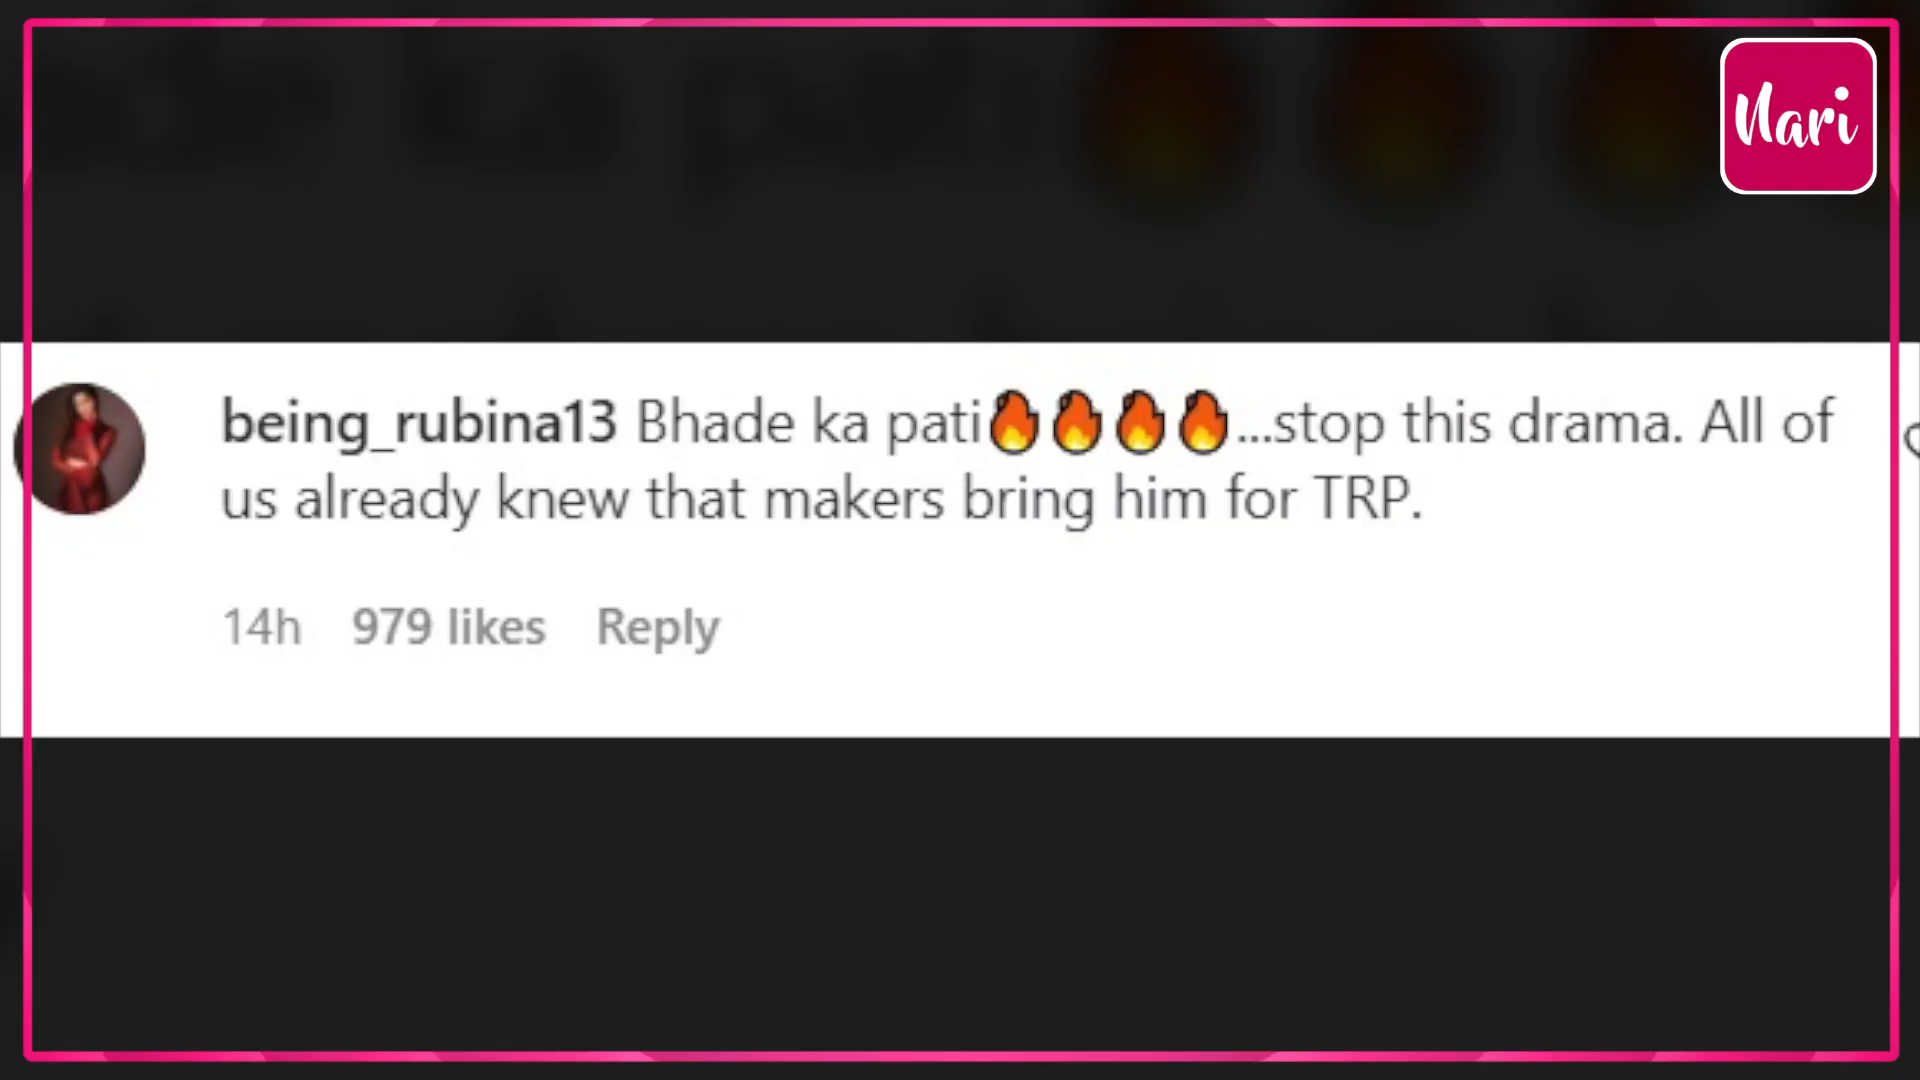 Nari
being_rubina13 Bhade ka pati🔥🔥🔥🔥...stop this drama. All of
us already knew that makers bring him for TRP.
14h 979 likes Reply